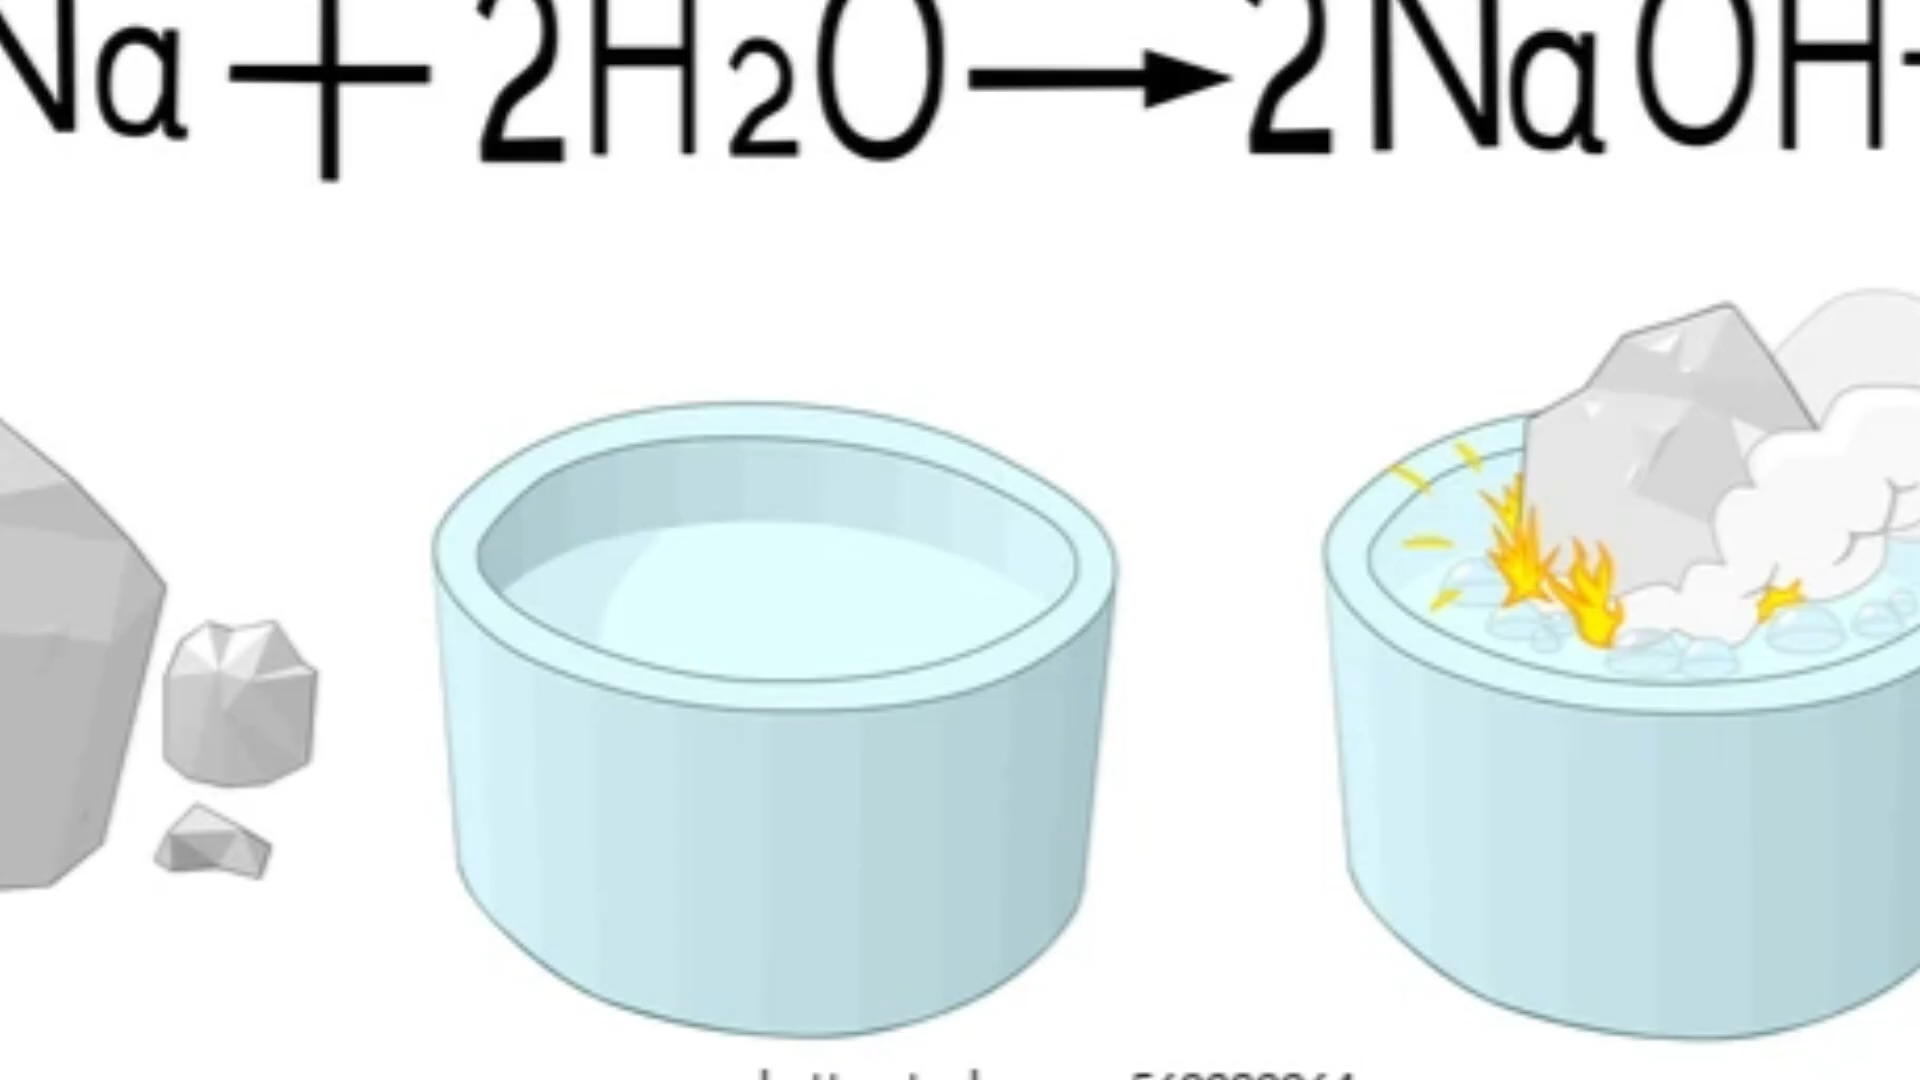 Na + 2H2O → 2NaOH